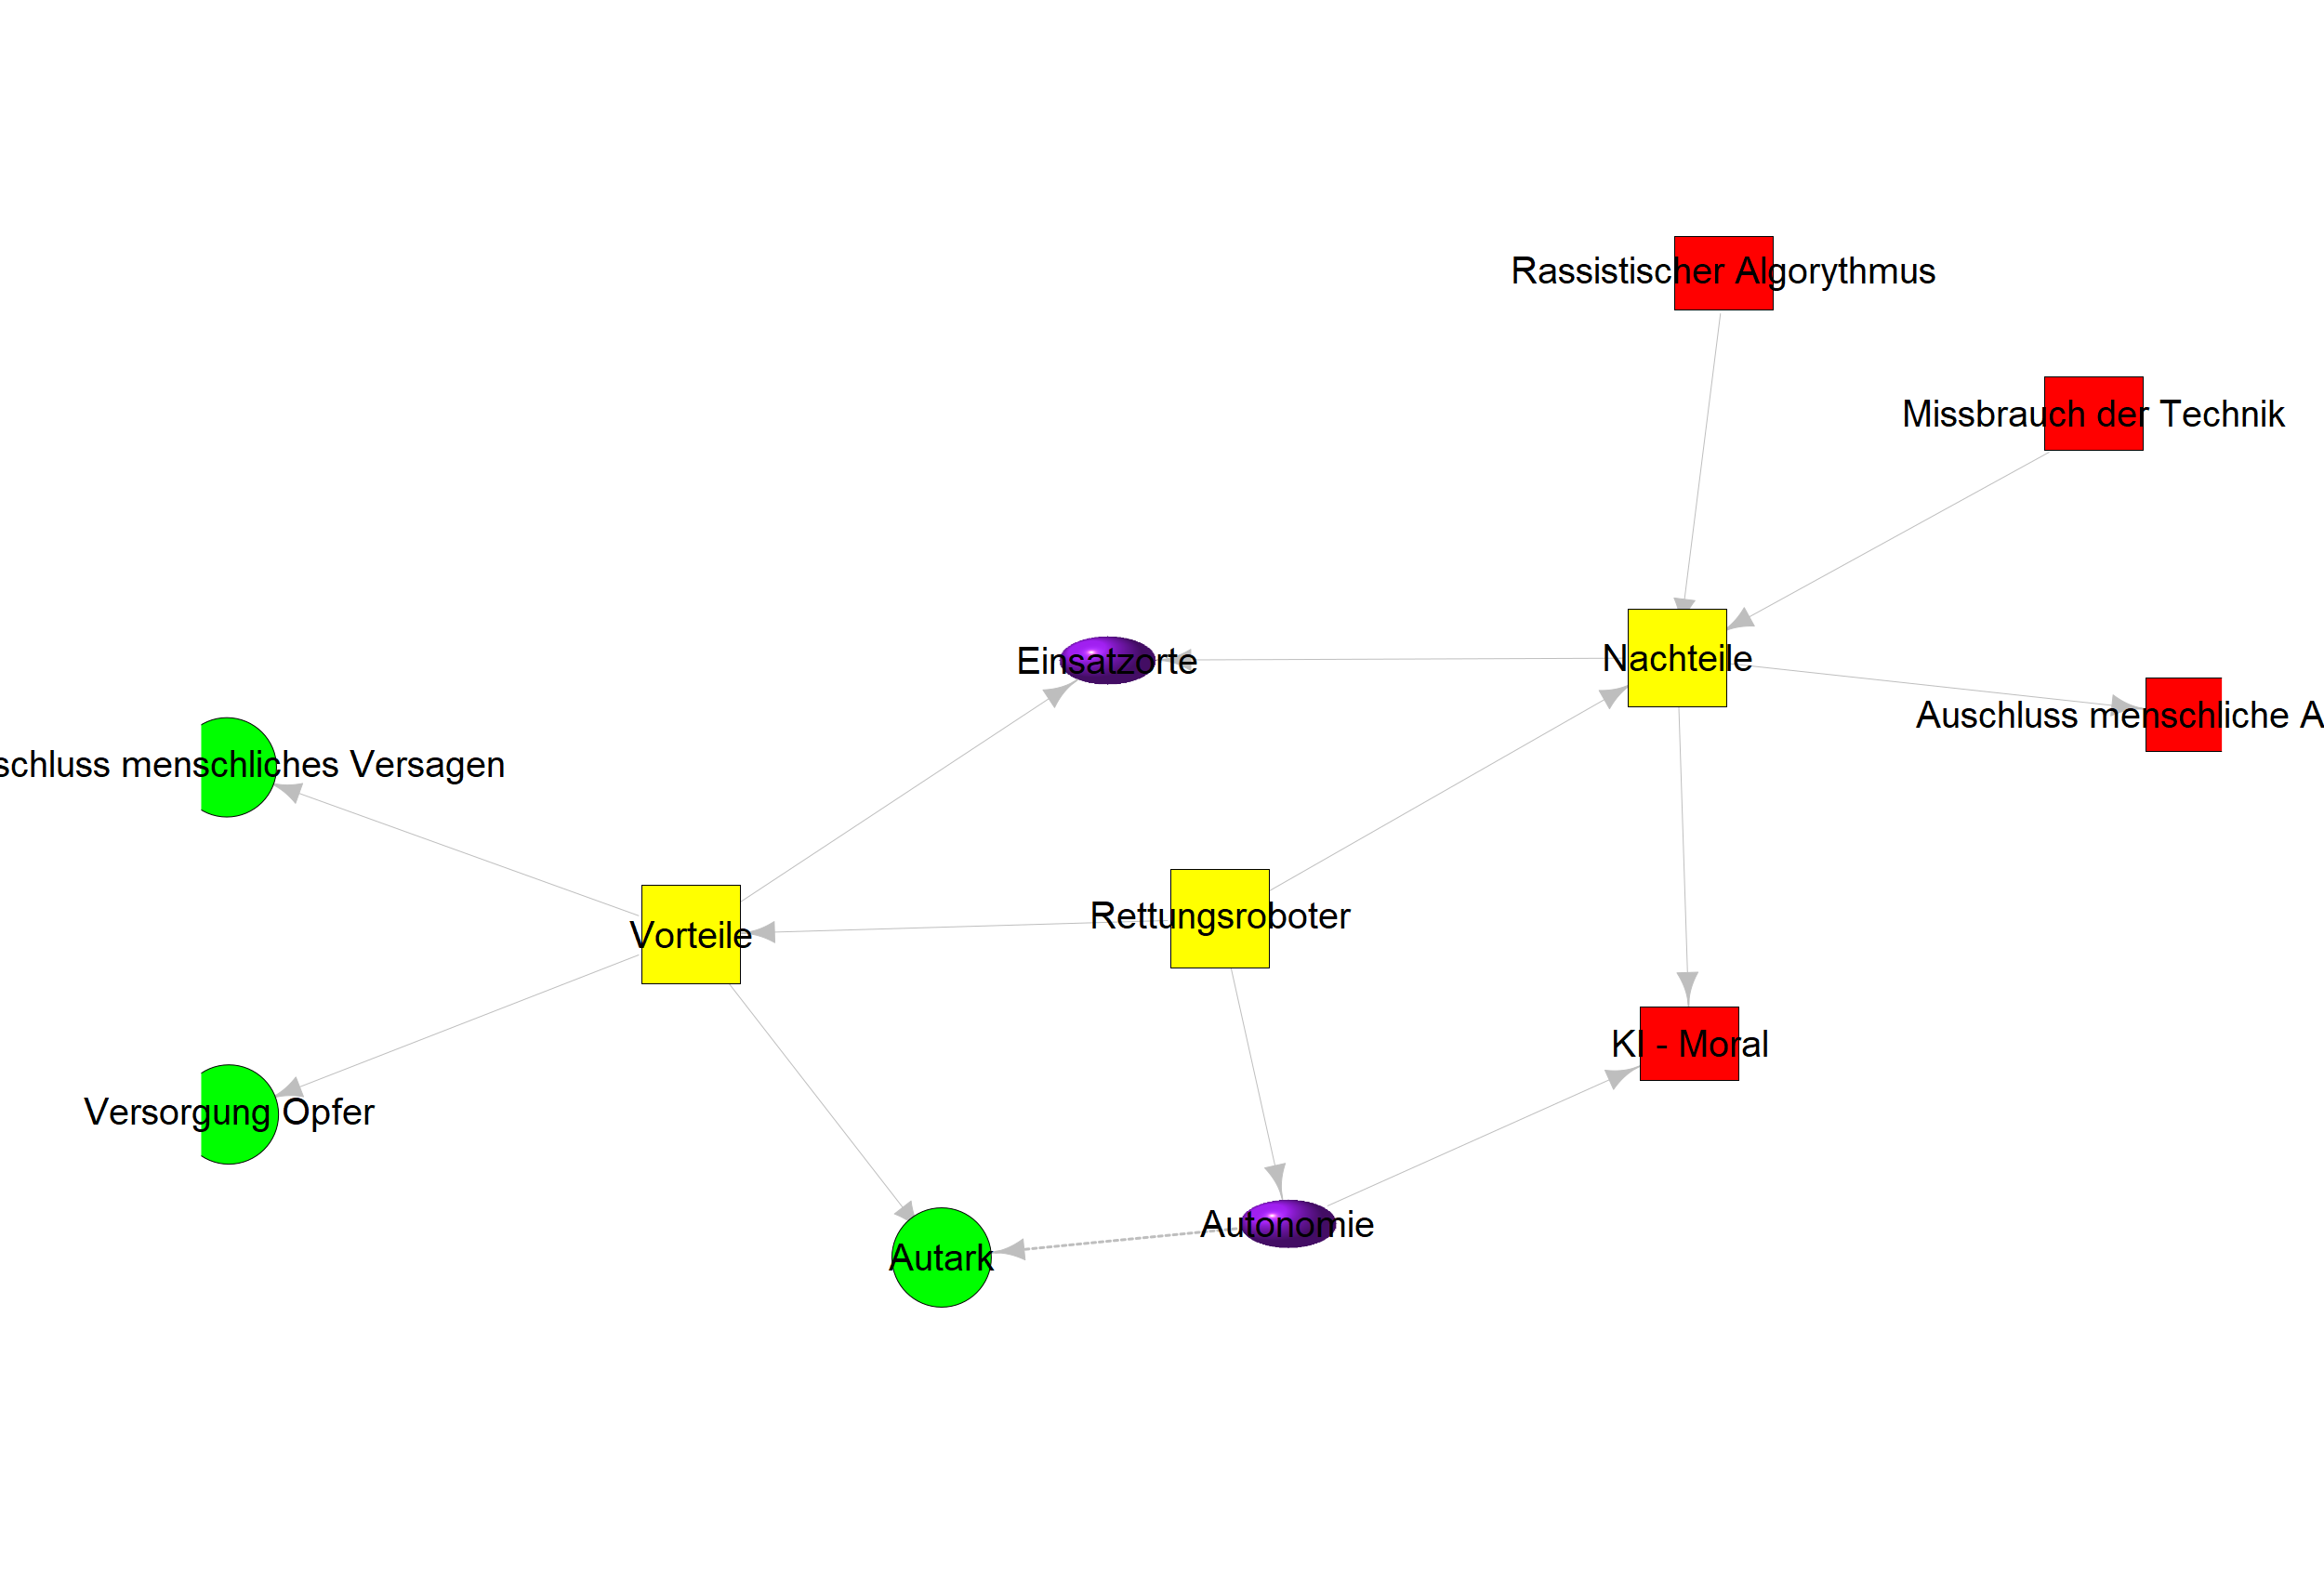 Rassistischer Algorythmus
Missbrauch der Technik
Einsatzorte
Nachteile
Auschluss menschliche A
schluss menschliches Versagen
Vorteile
Rettungsroboter
KI - Moral
Versorgung Opfer
Autonomie
Autark